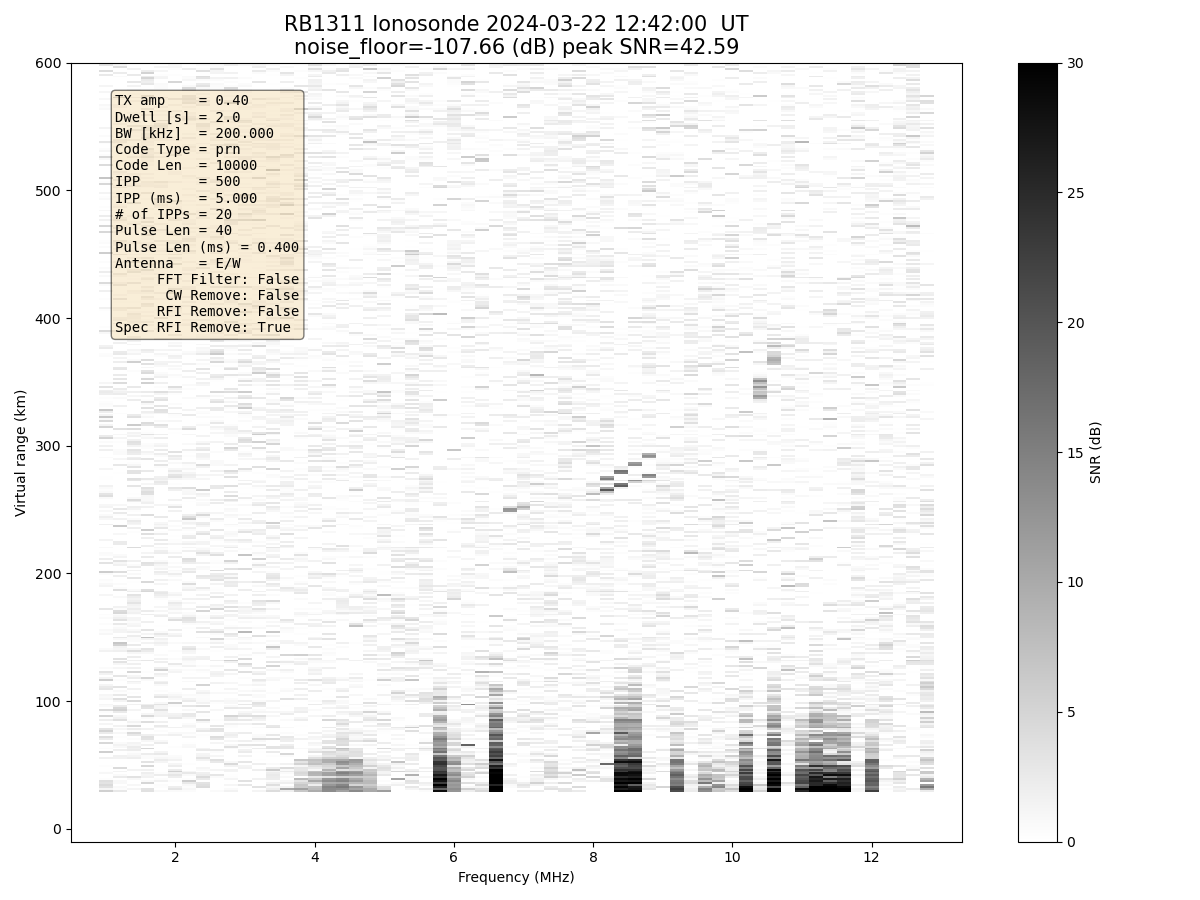 RB1311 Ionosonde 2024-03-22 12:42:00 UT
noise_floor=-107.66 (dB) peak SNR=42.59
600
500
400
300
200
100
0
Virtual range (km)
TX amp    = 0.40
Dwell [s] = 2.0
BW [kHz]  = 200.000
Code Type = prn
Code Len  = 10000
IPP       = 500
IPP (ms)  = 5.000
# of IPPs = 20
Pulse Len = 40
Pulse Len (ms) = 0.400
Antenna   = E/W
FFT Filter: False
CW Remove: False
RFI Remove: False
Spec RFI Remove: True
2 4 6 8 10 12
Frequency (MHz)
30
25
20
15
10
5
0
SNR (dB)